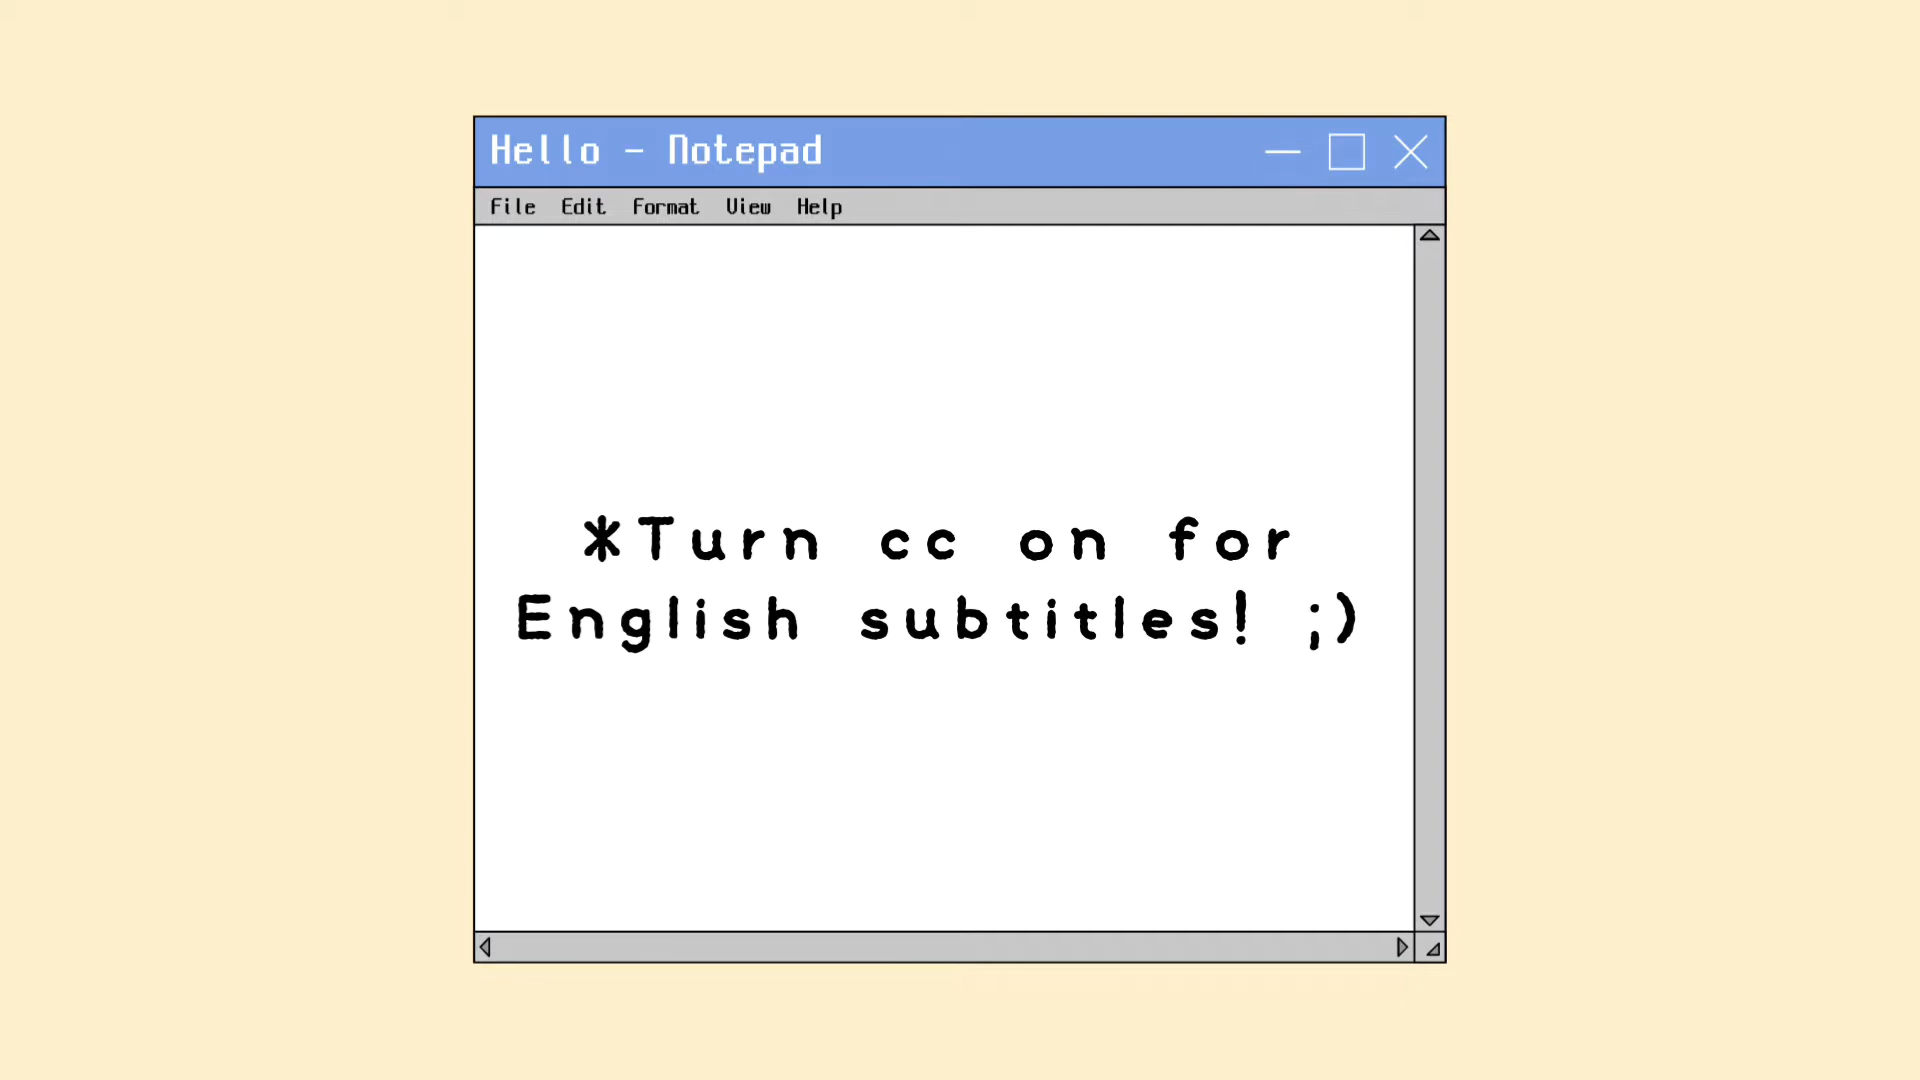 Hello - Notepad
File Edit Format View Help
*Turn cc on for
English subtitles! ;)